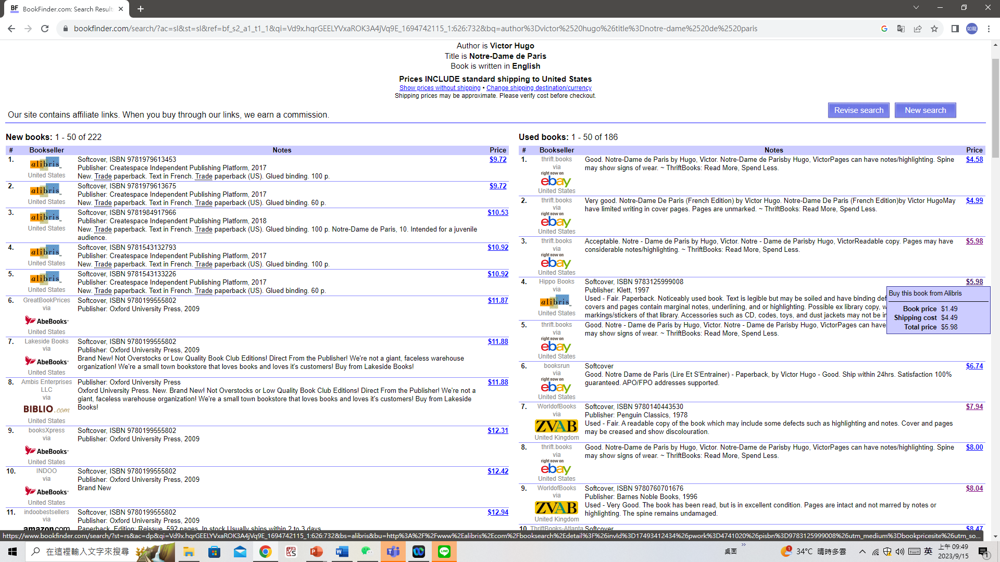 BF BookFinder.com: Search Result
bookfinder.com/search/?ac=sl&st=sl&ref=bf_s2_a1_t1_1&qi=Vd9x.hqrGEELYVxaROK3A4jVq9E_1694742115_1:626:732&bq=author%3Dvictor%2520hugo%26title%3Dnotre-dame%2520de%2520paris
Author is Victor Hugo
Title is Notre-Dame de Paris
Book is written in English
Prices INCLUDE standard shipping to United States
Show prices without shipping • Change shipping destination/currency
Shipping prices may be approximate. Please verify cost before checkout.
Our site contains affiliate links. When you buy through our links, we earn a commission.
Revise search
New search
New books: 1 - 50 of 222
# Bookseller Notes Price
1. alibris Softcover, ISBN 9781979613453 $9.72
Publisher: Createspace Independent Publishing Platform, 2017
United States New. Trade paperback. Text in French. Trade paperback (US). Glued binding. 100 p.
2. alibris Softcover, ISBN 9781979613675 $9.72
Publisher: Createspace Independent Publishing Platform, 2017
United States New. Trade paperback. Text in French. Trade paperback (US). Glued binding. 60 p.
3. alibris Softcover, ISBN 9781984917966 $10.53
Publisher: Createspace Independent Publishing Platform, 2018
United States New. Trade paperback. Text in French. Trade paperback (US). Glued binding. 100 p. Notre-Dame de Paris, 10. Intended for a juvenile
audience.
4. alibris Softcover, ISBN 9781543132793 $10.92
Publisher: Createspace Independent Publishing Platform, 2017
United States New. Trade paperback. Text in French. Trade paperback (US). Glued binding. 100 p.
5. alibris Softcover, ISBN 9781543133226 $10.92
Publisher: Createspace Independent Publishing Platform, 2017
United States New. Trade paperback. Text in French. Trade paperback (US). Glued binding. 60 p.
6. GreatBookPrices Softcover, ISBN 9780199555802 $11.87
via Publisher: Oxford University Press, 2009
AbeBooks
United States
7. Lakeside Books Softcover, ISBN 9780199555802 $11.88
via Publisher: Oxford University Press, 2009
AbeBooks Brand New! Not Overstocks or Low Quality Book Club Editions! Direct From the Publisher! We're not a giant, faceless warehouse
organization! We're a small town bookstore that loves books and loves it's customers! Buy from Lakeside Books!
United States
8. Ambis Enterprises Publisher: Oxford University Press $11.88
LLC Oxford University Press. New. Brand New! Not Overstocks or Low Quality Book Club Editions! Direct From the Publisher! We're not a
via giant, faceless warehouse organization! We're a small town bookstore that loves books and loves it's customers! Buy from Lakeside
BIBLIO.com Books!
United States
9. booksXpress Softcover, ISBN 9780199555802 $12.31
via Publisher: Oxford University Press, 2009
AbeBooks
United States
10. INDOO Softcover, ISBN 9780199555802 $12.42
via Publisher: Oxford University Press, 2009
AbeBooks Brand New
United States
11. indoobestsellers Softcover, ISBN 9780199555802 $12.94
via Publisher: Oxford University Press, 2009
amazon.com Paperback. Edition: Reissue. 592 pages. In stock Usually ships within 2 to 3 days
Used books: 1 - 50 of 186
# Bookseller Notes Price
1. thrift.books Good. Notre-Dame de Paris by Hugo, Victor. Notre-Dame de Parisby Hugo, VictorPages can have notes/highlighting. Spine $4.58
via may show signs of wear. ~ ThriftBooks: Read More, Spend Less.
right now on
ebay
United States
2. thrift.books Very good. Notre-Dame De Paris (French Edition) by Victor Hugo. Notre-Dame De Paris (French Edition)by Victor HugoMay $4.99
via have limited writing in cover pages. Pages are unmarked. ~ ThriftBooks: Read More, Spend Less.
right now on
ebay
United States
3. thrift.books Acceptable. Notre - Dame de Paris by Hugo, Victor. Notre - Dame de Parisby Hugo, VictorReadable copy. Pages may have $5.98
via considerable notes/highlighting. ~ ThriftBooks: Read More, Spend Less.
right now on
ebay
United States
4. Hippo Books Softcover, ISBN 9783125999008 $5.98
via Publisher: Klett, 1997
alibris Used - Fair. Paperback. Noticeably used book. Text is legible but may be soiled and have binding def
covers and pages contain marginal notes, underlining, and or highlighting. Possible ex library copy, w
United States markings/stickers of that library. Accessories such as CD, codes, toys, and dust jackets may not be in
Buy this book from Alibris
Book price $1.49
Shipping cost $4.49
Total price $5.98
5. thrift.books Good. Notre - Dame de Paris by Hugo, Victor. Notre - Dame de Parisby Hugo, VictorPages can have
via may show signs of wear. ~ ThriftBooks: Read More, Spend Less.
right now on
ebay
United States
6. booksrun Softcover $6.74
via Good. Notre Dame de Paris (Lire Et S'Entrainer) - Paperback, by Victor Hugo - Good. Ship within 24hrs. Satisfaction 100%
right now on guaranteed. APO/FPO addresses supported.
ebay
United States
7. WorldofBooks Softcover, ISBN 9780140443530 $7.94
via Publisher: Penguin Classics, 1978
ZVAB Used - Fair. A readable copy of the book which may include some defects such as highlighting and notes. Cover and pages
may be creased and show discolouration.
United Kingdom
8. thrift.books Good. Notre-Dame de Paris by Hugo, Victor. Notre-Dame de Parisby Hugo, VictorPages can have notes/highlighting. Spine $8.00
via may show signs of wear. ~ ThriftBooks: Read More, Spend Less.
right now on
ebay
United States
9. WorldofBooks Softcover, ISBN 9780760701676 $8.04
via Publisher: Barnes Noble Books, 1996
ZVAB Used - Very Good. The book has been read, but is in excellent condition. Pages are intact and not marred by notes or
highlighting. The spine remains undamaged.
United Kingdom
10. ThriftBooks-Atlanta Softcover $8.47
https://www.bookfinder.com/search/?st=rs&ac=dp&qi=Vd9x.hqrGEELYVxaROK3A4jVq9E_1694742115_1:626:732&bs=alibris&bu=http%3A%2F%2Fwww%2Ealibris%2Ecom%2Fbooksearch%2Edetail%3F%26invId%3D17493412434%26pwork%3D4741020%26pisbn%3D9783125999008%26utm_medium%3Dbookpricesite%26utm_so...
在這裡輸入文字來搜尋
桌面
1 34°C 晴時多雲
英
上午 09:49
2023/9/15
1